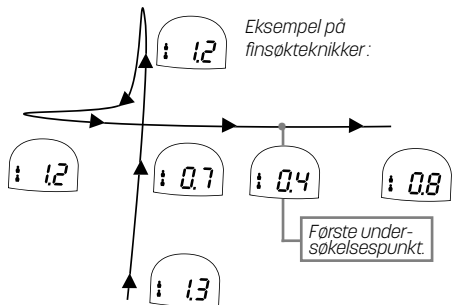 1.2
Eksempel på
finsøkteknikker:
1.2
0.7
0.4
0.8
Første under-
søkelsespunkt.
1.3